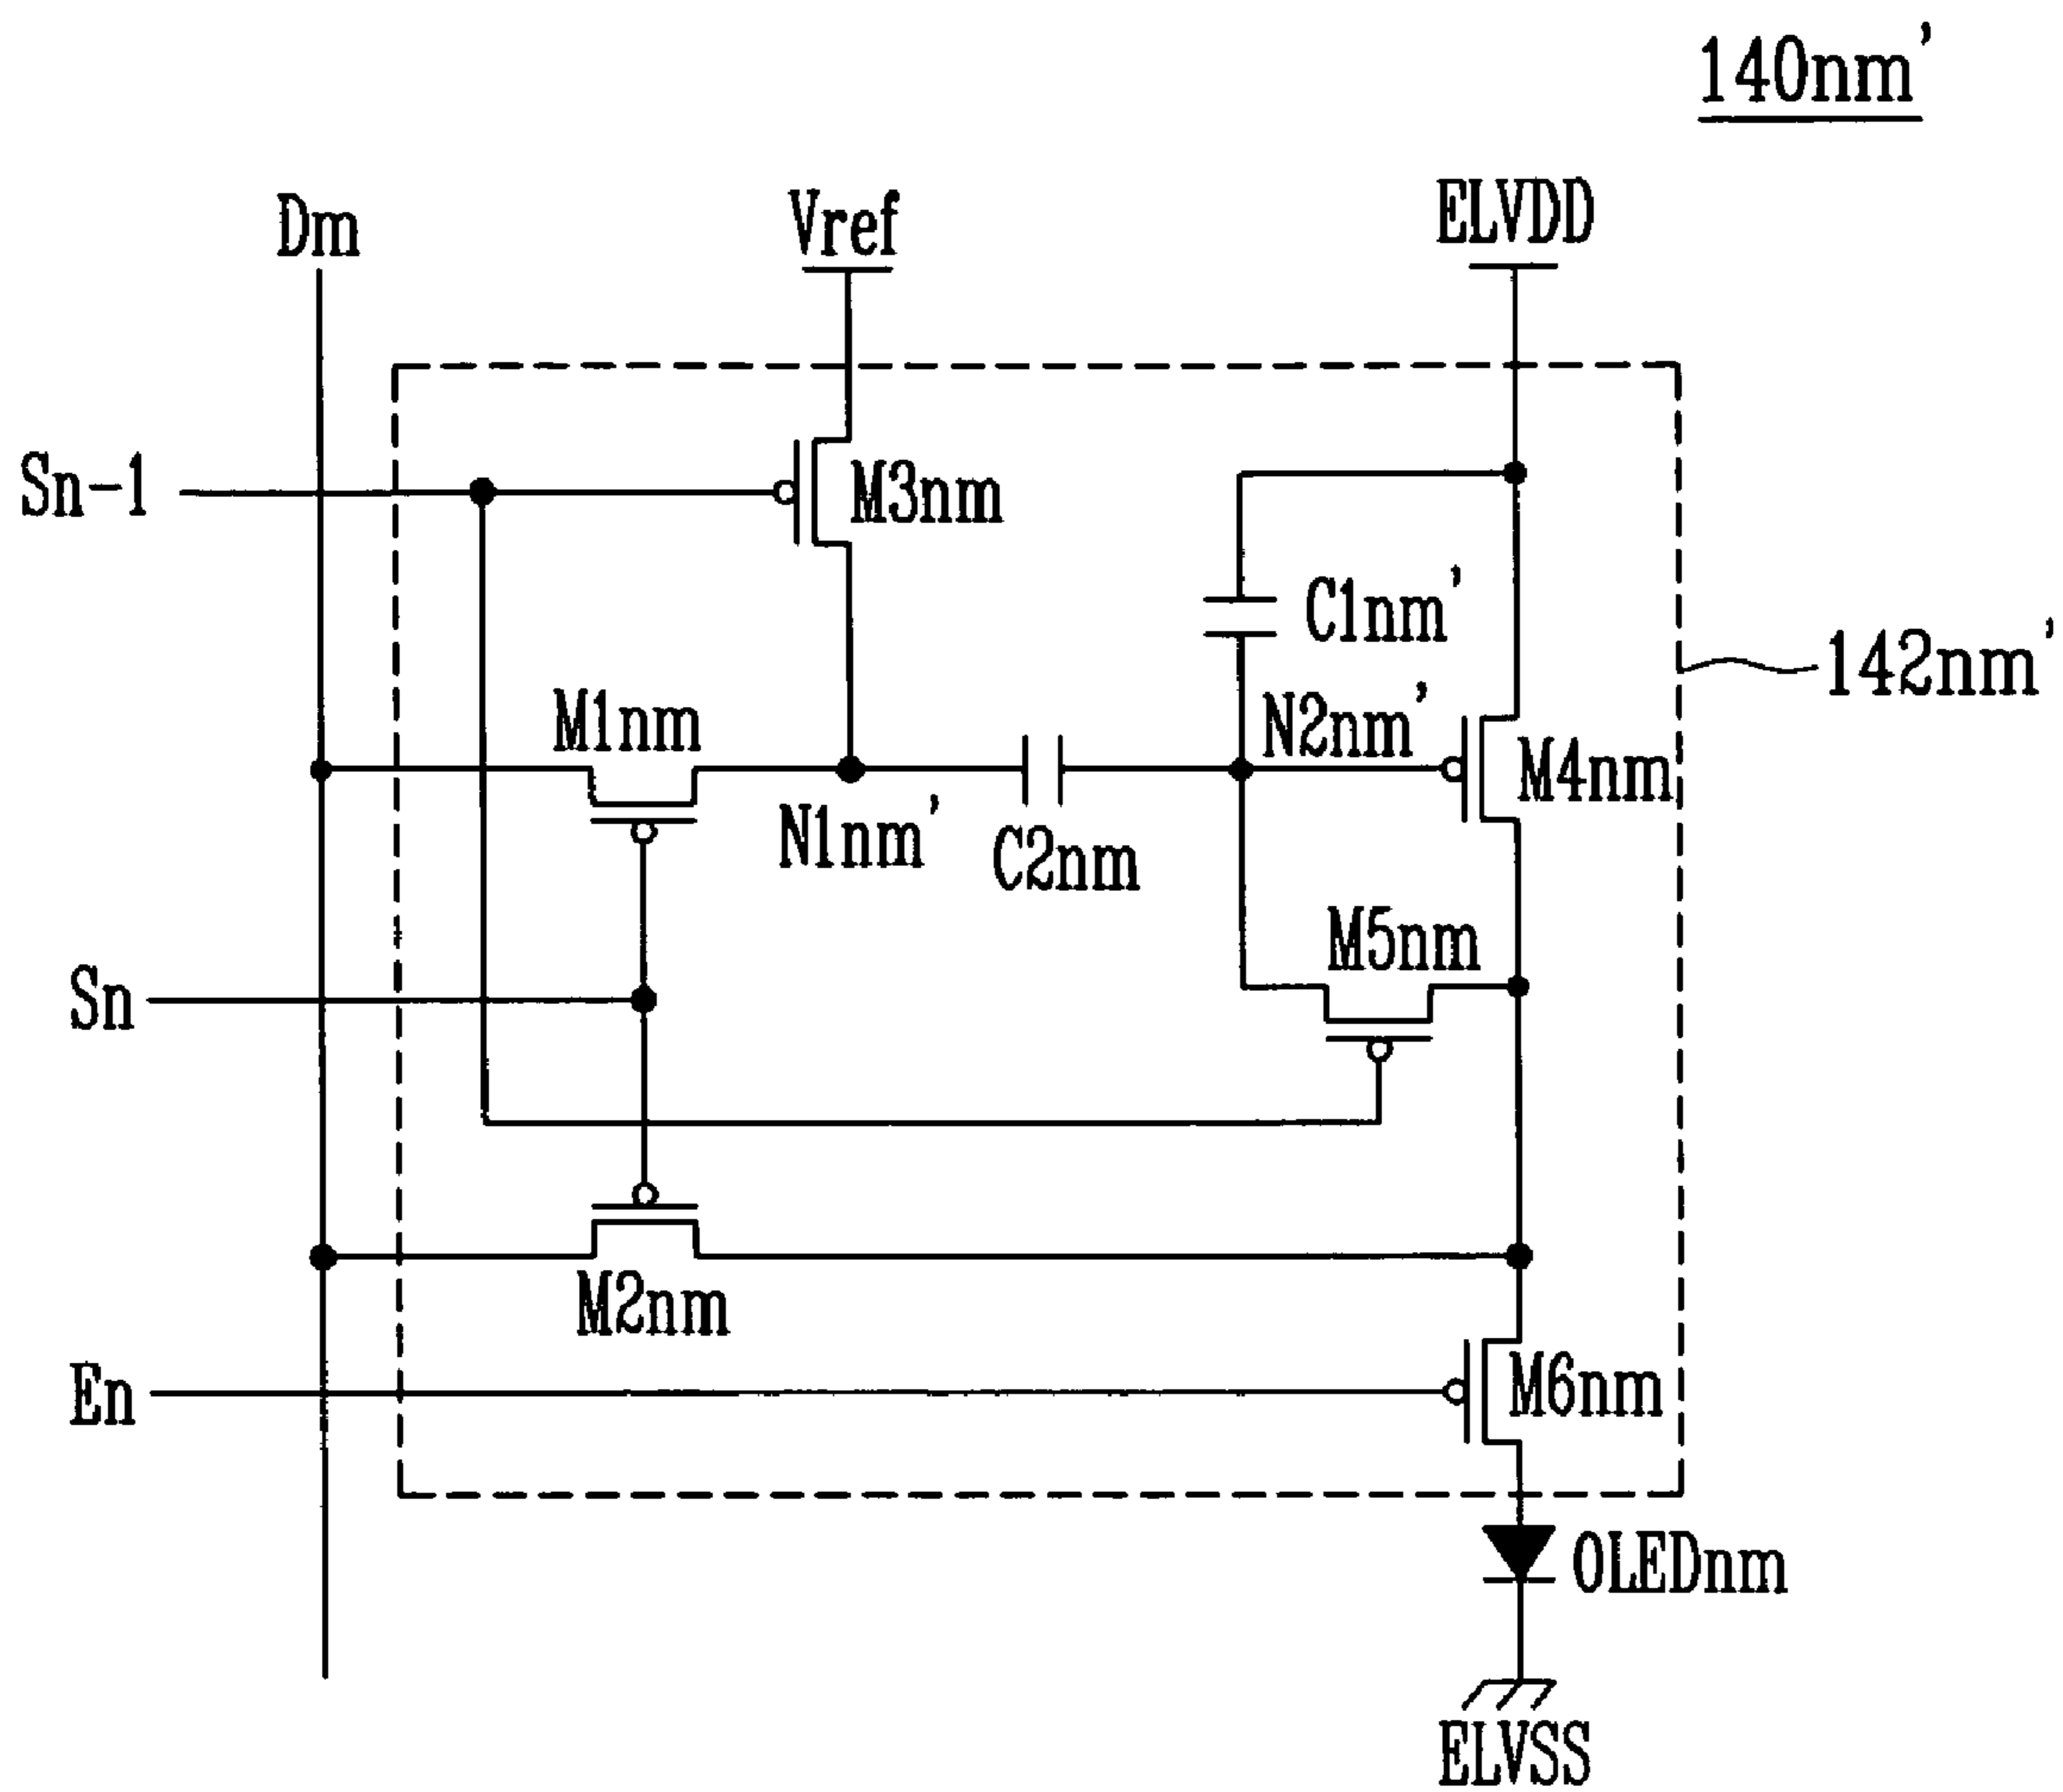 140nm'
Dm
Vref
ELVDD
Sn-1
M3nm
C1nm'
142nm'
M1nm
N2nm'
M4nm
N1nm'
C2nm
M5nm
Sn
M2nm
En
M6nm
OLEDnm
ELVSS